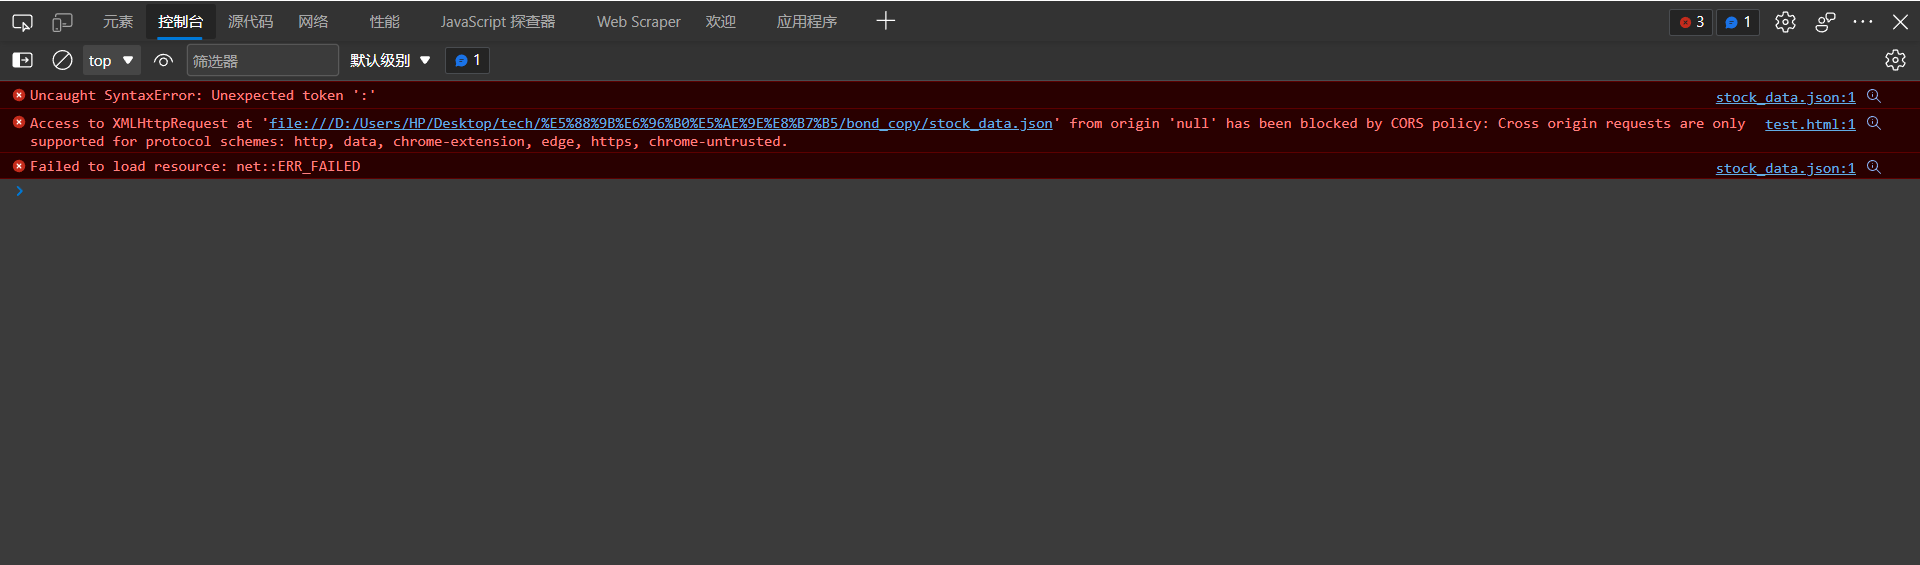 元素 控制台 源代码 网络 性能 JavaScript 探查器 Web Scraper 欢迎 应用程序 3 1
top 筛选器 默认级别 1
Uncaught SyntaxError: Unexpected token ':' stock_data.json:1
Access to XMLHttpRequest at 'file:///D:/Users/HP/Desktop/tech/%E5%88%9B%E6%96%B0%E5%AE%9E%E8%B7%B5/bond_copy/stock_data.json' from origin 'null' has been blocked by CORS policy: Cross origin requests are only test.html:1
supported for protocol schemes: http, data, chrome-extension, edge, https, chrome-untrusted.
Failed to load resource: net::ERR_FAILED stock_data.json:1